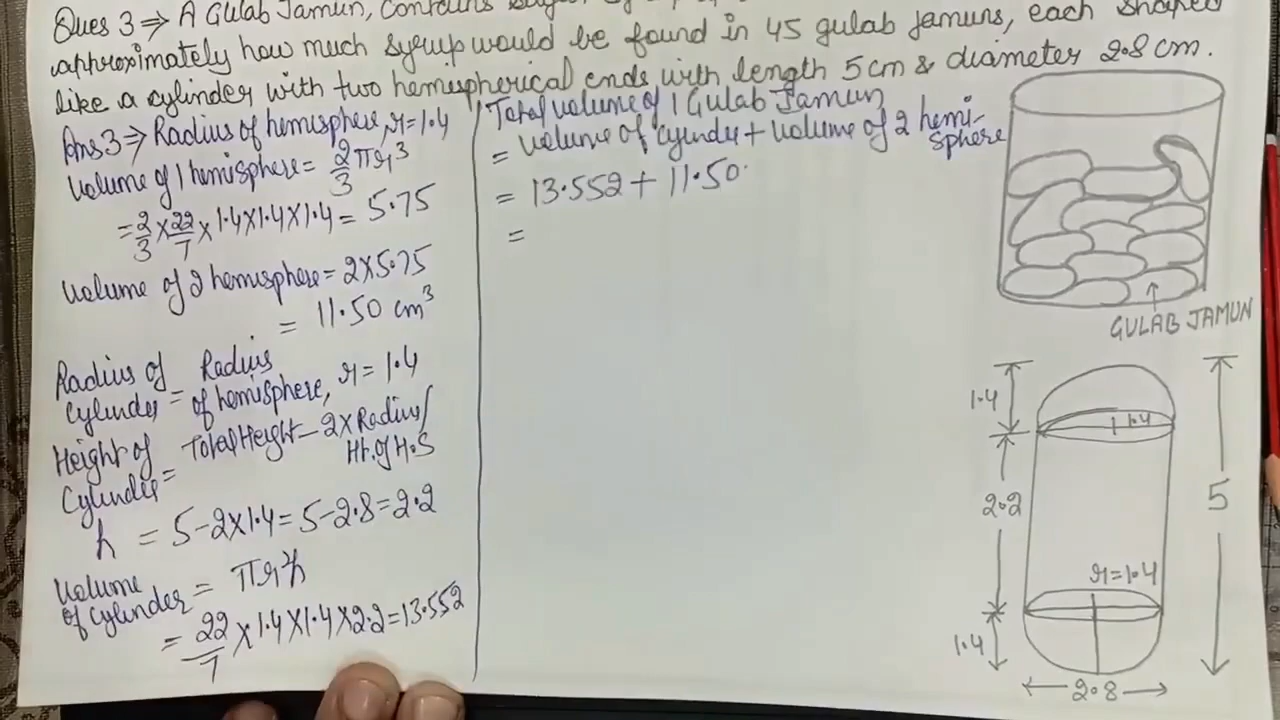 Ques 3 ⇒ A Gulab Jamun, contains
approximately how much syrup would be found in 45 gulab jamuns, each shaped
like a cylinder with two hemispherical ends with length 5cm & diameter 2.8 cm.
Ans 3 ⇒ Radius of hemisphere, r = 1.4
Volume of 1 hemisphere = 2/3 πr³
= 2/3 × 22/7 × 1.4 × 1.4 × 1.4 = 5.75
Volume of 2 hemisphere = 2×5.75
= 11.50 cm³
Radius of Cylinder = Radius of hemisphere, r = 1.4
Height of Cylinder = Total Height – 2 × Radius/ Ht. of H.S
h = 5-2×1.4 = 5-2.8 = 2.2
Volume of cylinder = πr²h
= 22/7 × 1.4 × 1.4 × 2.2 = 13.552
Total volume of 1 Gulab Jamun
= volume of cylinder + volume of 2 hemi-
sphere
= 13.552 + 11.50
=
GULAB JAMUN
1.4
1.4
2.2
5
r=1.4
1.4
2.8